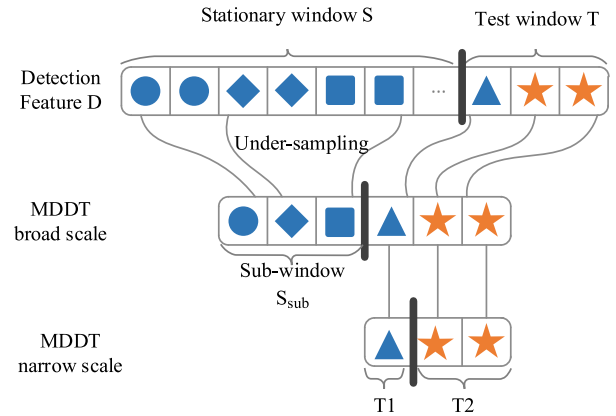 Stationary window S
Test window T
Detection
Feature D
...
Under-sampling
MDDT
broad scale
Sub-window
Ssub
MDDT
narrow scale
T1
T2